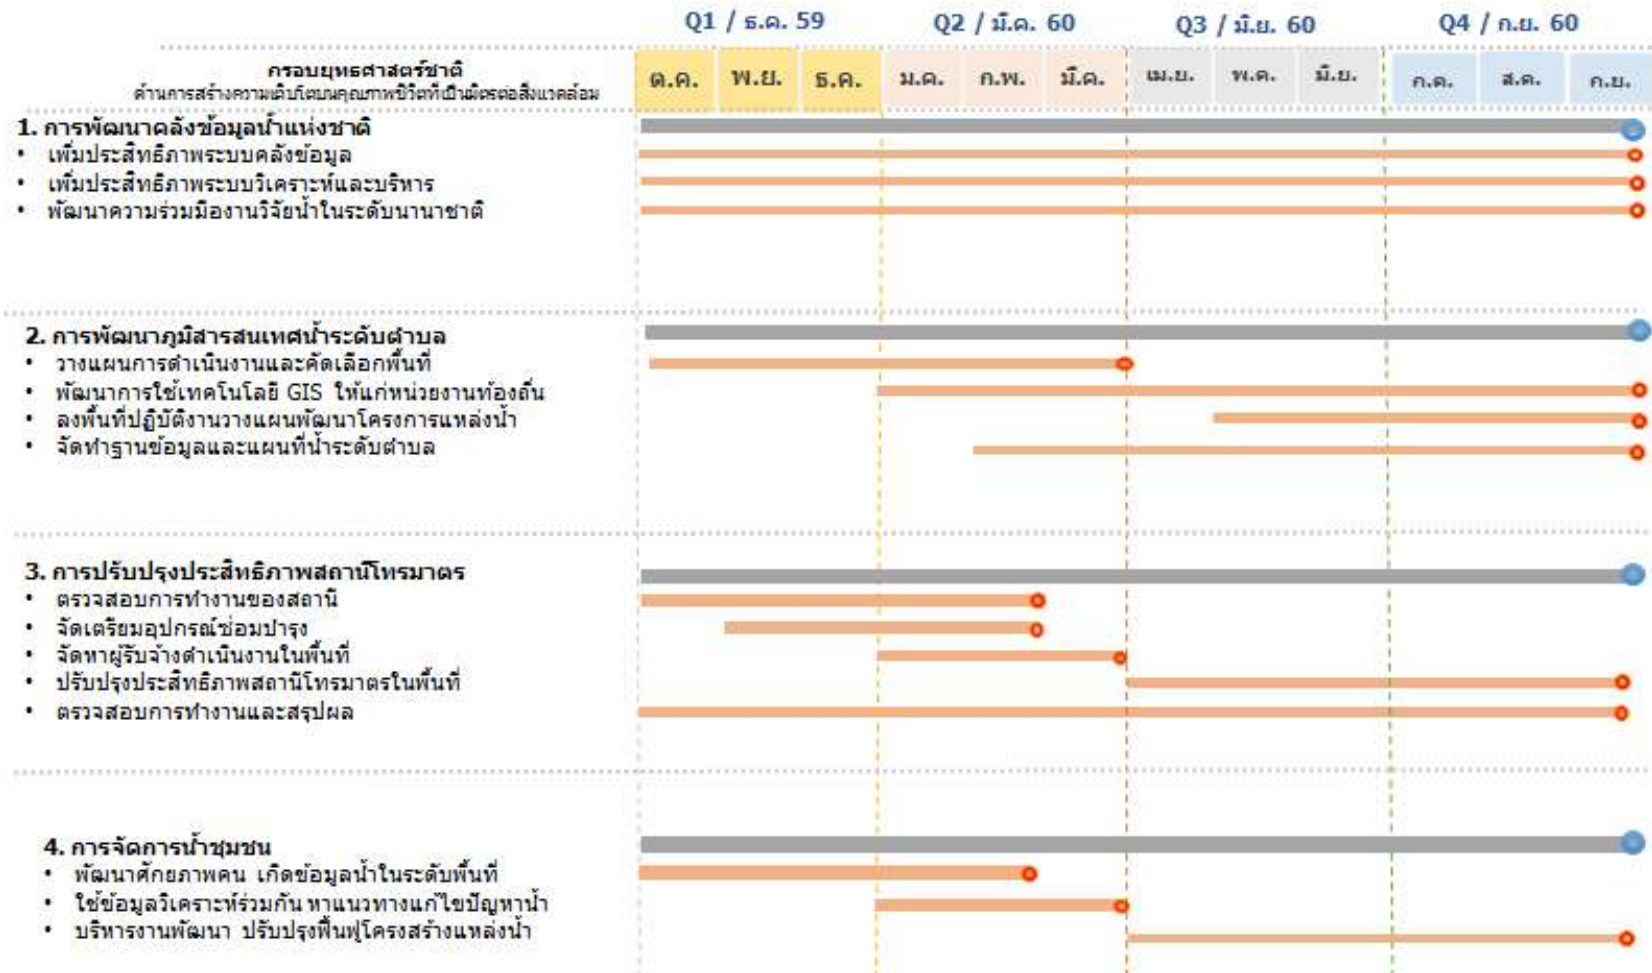 Q1 / ธ.ค. 59 Q2 / มี.ค. 60 Q3 / มิ.ย. 60 Q4 / ก.ย. 60
กรอบยุทธศาสตร์ชาติ
ด้านการสร้างความเติบโตบนคุณภาพชีวิตที่เป็นมิตรต่อสิ่งแวดล้อม
ต.ค. พ.ย. ธ.ค. ม.ค. ก.พ. มี.ค. เม.ย. พ.ค. มิ.ย. ก.ค. ส.ค. ก.ย.
1. การพัฒนาคลังข้อมูลน้ำแห่งชาติ
• เพิ่มประสิทธิภาพระบบคลังข้อมูล
• เพิ่มประสิทธิภาพระบบวิเคราะห์และบริหาร
• พัฒนาความร่วมมืองานวิจัยน้ำในระดับนานาชาติ
2. การพัฒนาภูมิสารสนเทศน้ำระดับตำบล
• วางแผนการดำเนินงานและคัดเลือกพื้นที่
• พัฒนาการใช้เทคโนโลยี GIS ให้แก่หน่วยงานท้องถิ่น
• ลงพื้นที่ปฏิบัติงานวางแผนพัฒนาโครงการแหล่งน้ำ
• จัดทำฐานข้อมูลและแผนที่น้ำระดับตำบล
3. การปรับปรุงประสิทธิภาพสถานีโทรมาตร
• ตรวจสอบการทำงานของสถานี
• จัดเตรียมอุปกรณ์ซ่อมบำรุง
• จัดหาผู้รับจ้างดำเนินงานในพื้นที่
• ปรับปรุงประสิทธิภาพสถานีโทรมาตรในพื้นที่
• ตรวจสอบการทำงานและสรุปผล
4. การจัดการน้ำชุมชน
• พัฒนาศักยภาพคน เกิดข้อมูลน้ำในระดับพื้นที่
• ใช้ข้อมูลวิเคราะห์ร่วมกัน หาแนวทางแก้ไขปัญหาน้ำ
• บริหารงานพัฒนา ปรับปรุงฟื้นฟูโครงสร้างแหล่งน้ำ